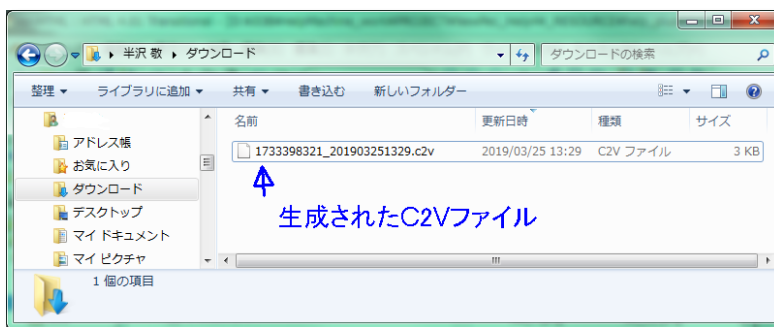 半沢 敬 ▸ ダウンロード
ダウンロードの検索
整理 ライブラリに追加 共有 書き込む 新しいフォルダー
名前 更新日時 種類 サイズ
アドレス帳
1733398321_201903251329.c2v 2019/03/25 13:29 C2V ファイル 3 KB
お気に入り
ダウンロード
デスクトップ
生成されたC2Vファイル
マイ ドキュメント
マイ ピクチャ
1 個の項目